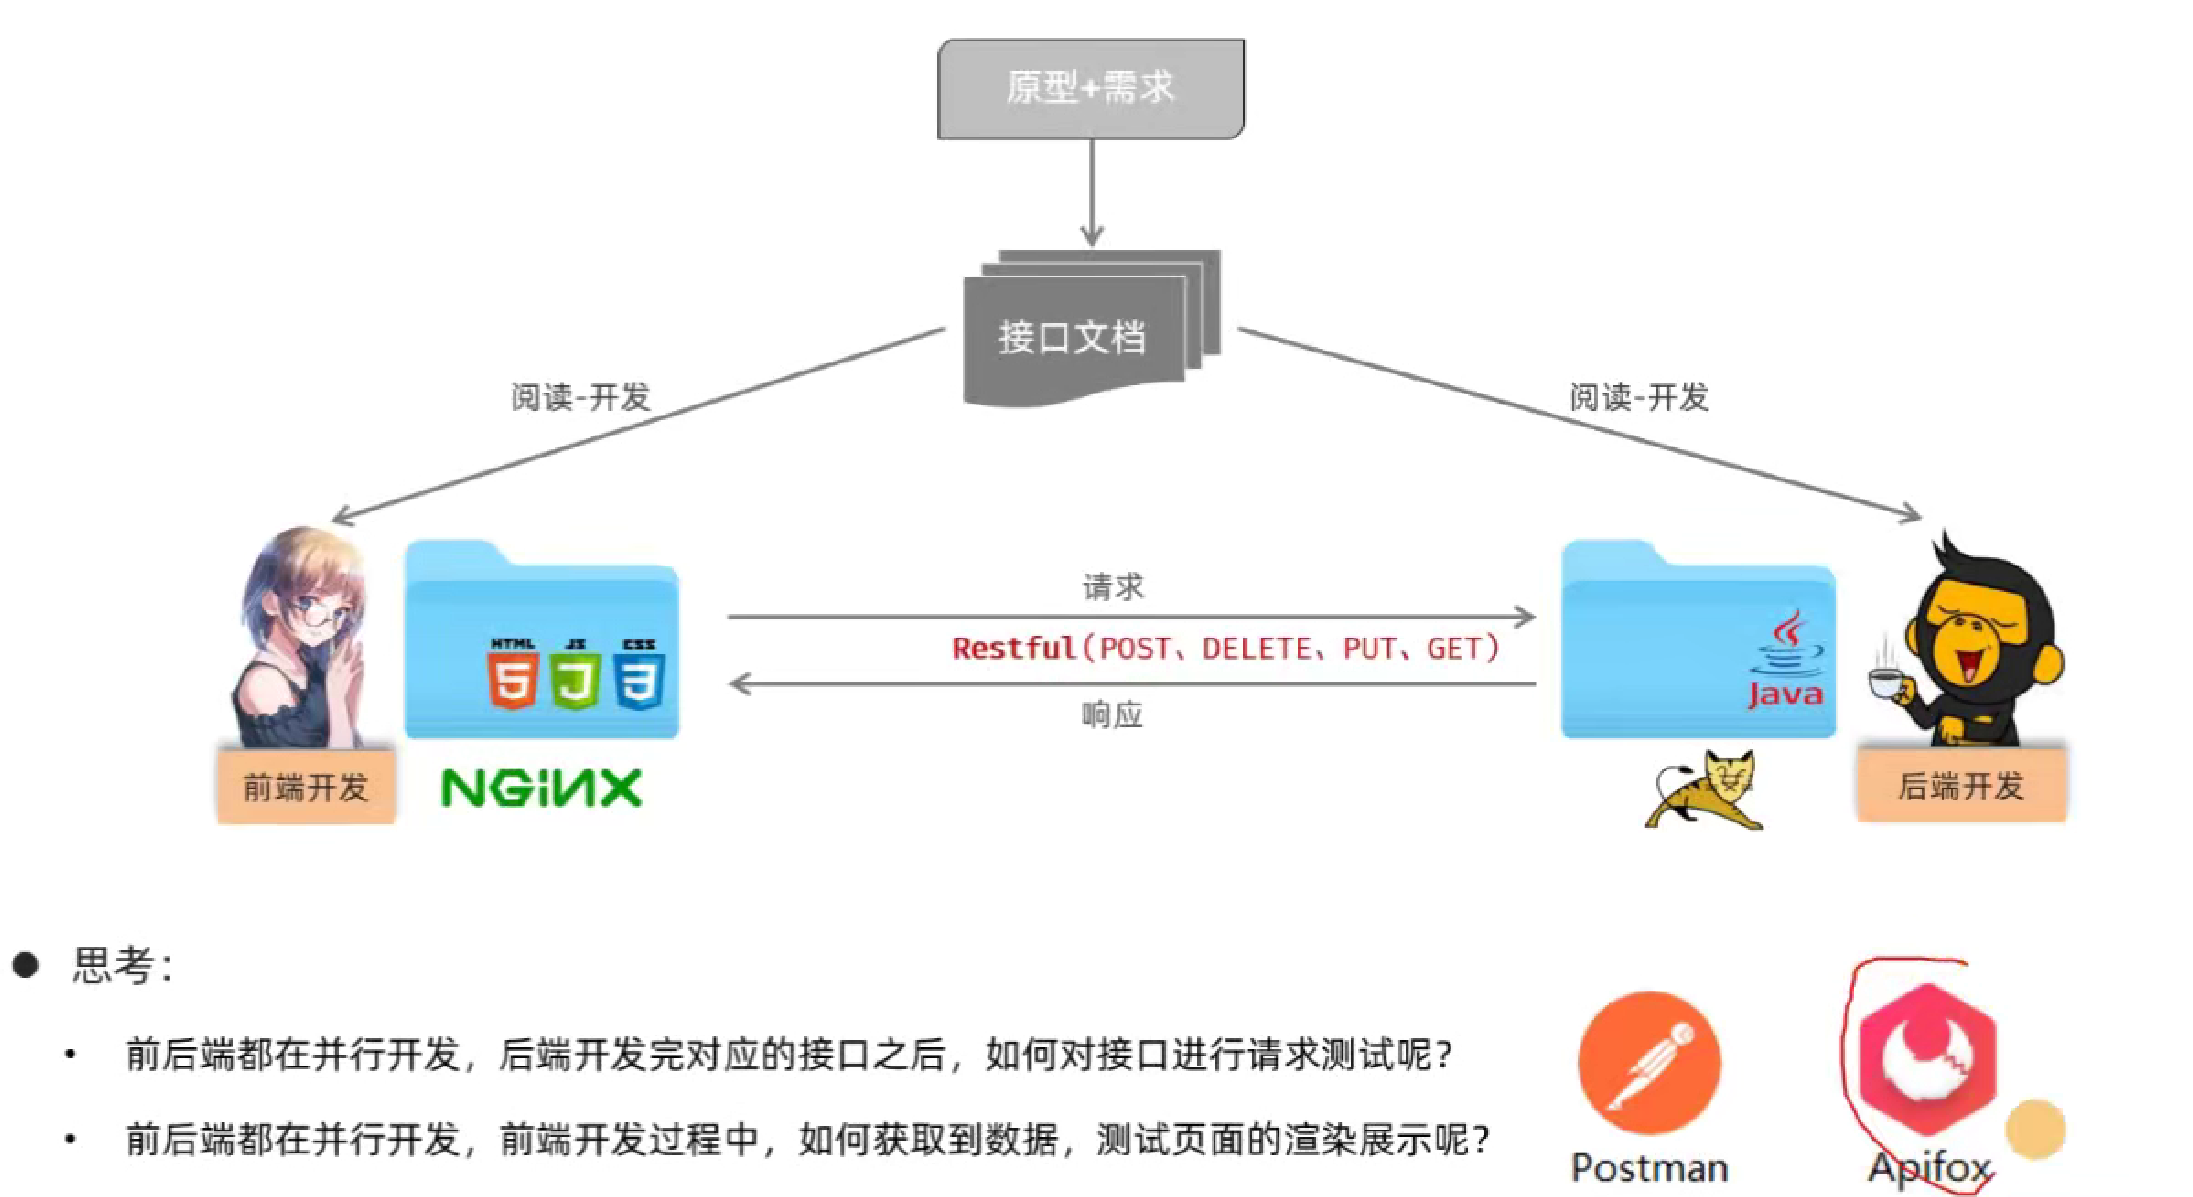 原型+需求
接口文档
阅读-开发
阅读-开发
请求
Restful(POST、DELETE、PUT、GET)
响应
HTML JS CSS
5 J 3
Java
前端开发
NGiNX
后端开发
思考：
前后端都在并行开发，后端开发完对应的接口之后，如何对接口进行请求测试呢？
前后端都在并行开发，前端开发过程中，如何获取到数据，测试页面的渲染展示呢？
Postman
Apifox